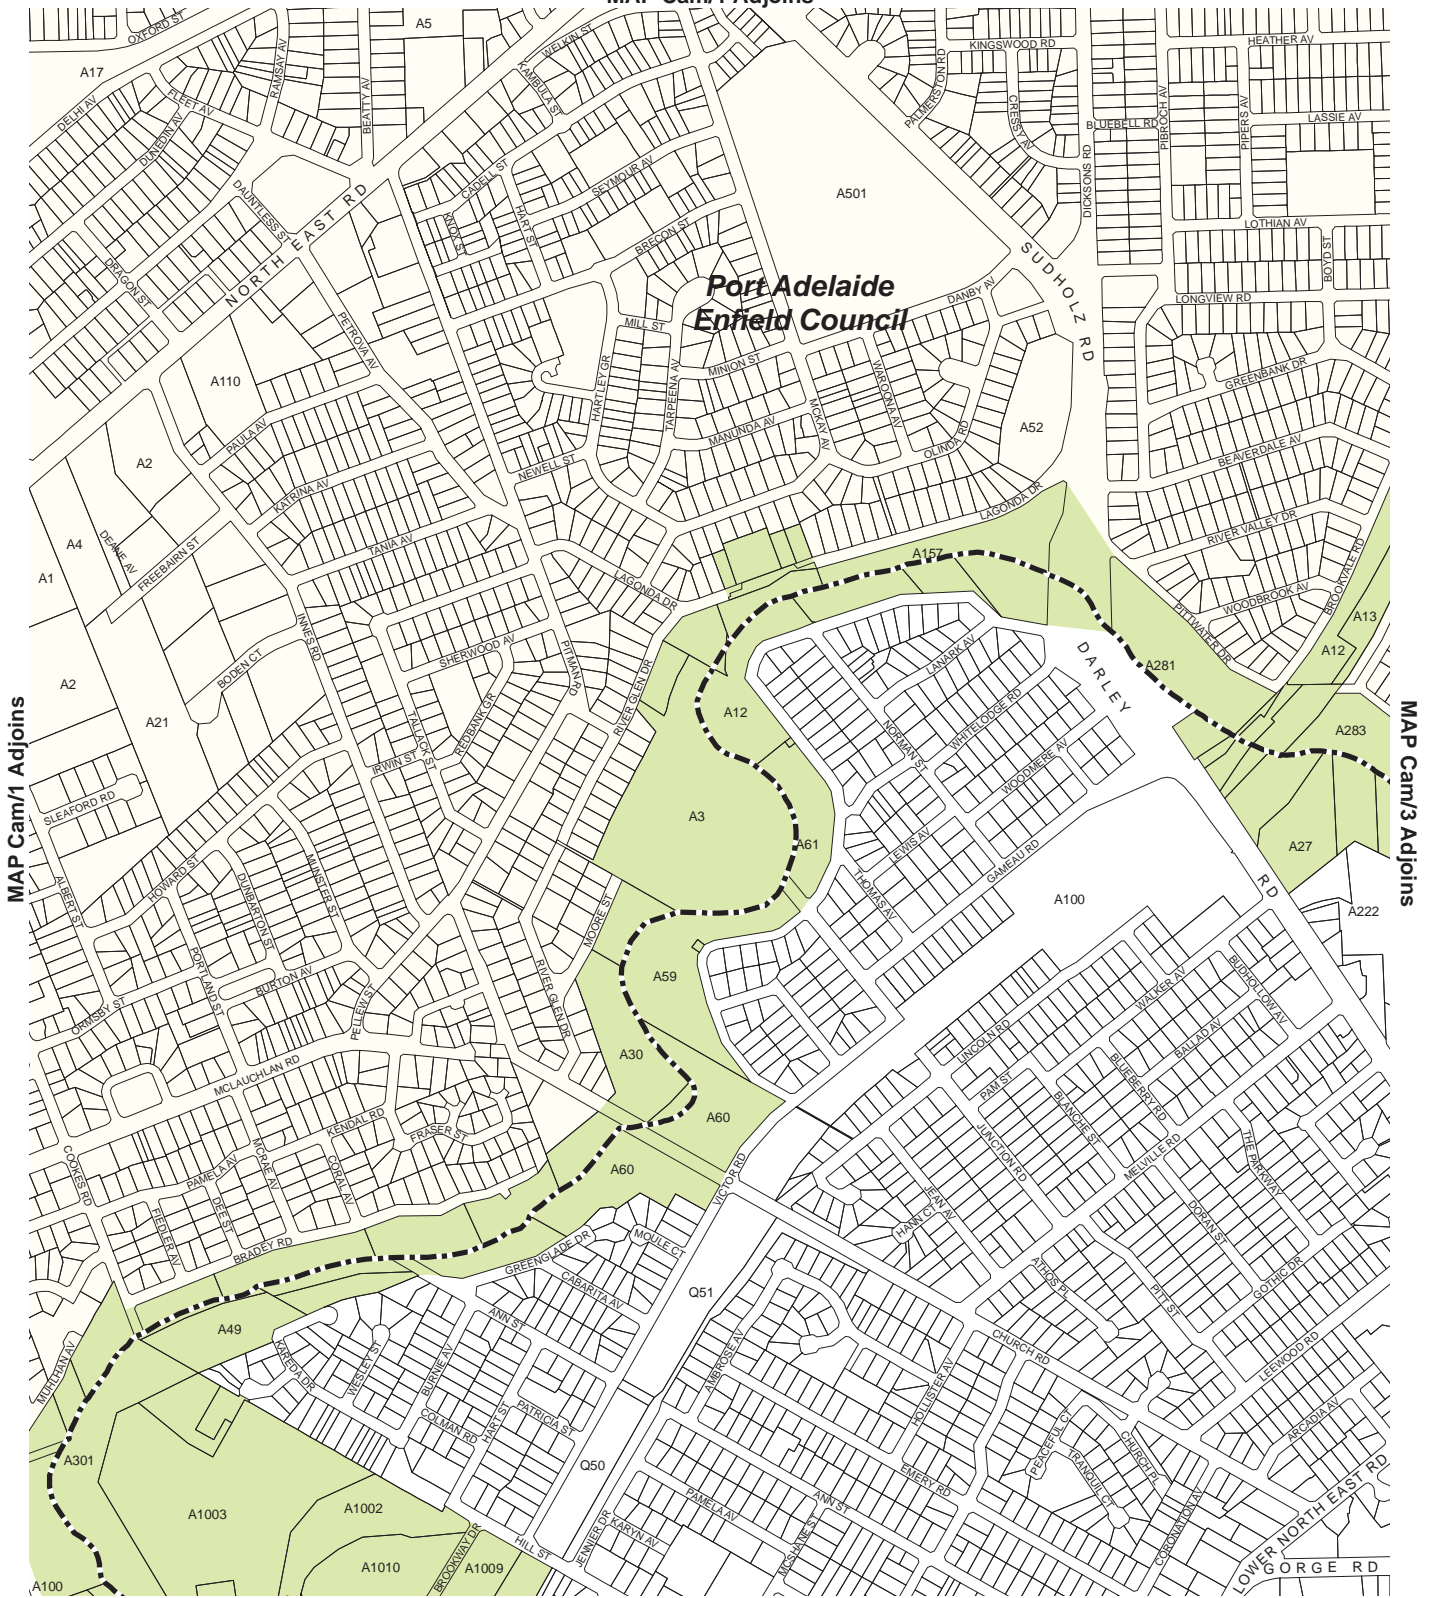 MAP Cam/1 Adjoins
OXFORD ST
A5
WELKIN ST
KINGSWOOD RD
HEATHER AV
A17
RAMSAY AV
KAMBULA ST
PALMERSTON RD
DELHI AV
FLEET AV
BEATTY AV
CRESSY AV
BLUEBELL RD
PIBROCH AV
PIPERS AV
LASSIE AV
DUNEDIN AV
CADELL ST
SEYMOUR AV
DICKSONS RD
DAUNTLESS ST
A501
KNOX ST
HART ST
BRECON ST
LOTHIAN AV
NORTH EAST RD
SUDHOLZ RD
BOYD ST
DRAGON ST
Port Adelaide
Enfield Council
DANBY AV
LONGVIEW RD
PETROVA AV
MILL ST
MINION ST
WAROONA AV
GREENBANK DR
A110
HARTLEY GR
TARPEENA AV
MCKAY AV
PAULA AV
MANUNDA AV
OLINDA RD
A52
BEAVERDALE AV
A2
NEWELL ST
KATRINA AV
LAGONDA DR
RIVER VALLEY DR
A4
DEANE AV
FREEBAIRN ST
TANIA AV
A157
BROOKVALE RD
A1
LAGONDA DR
WOODBROOK AV
PITTWATER DR
A13
INNES RD
SHERWOOD AV
PITMAN RD
LANARK AV
DARLEY
A281
A12
BODEN CT
A2
RIVER GLEN DR
A12
WHITELODGE RD
MAP Cam/1 Adjoins
MAP Cam/3 Adjoins
A21
TALLACK ST
REDBANK GR
NORMAN ST
A283
IRWIN ST
WOODMERE AV
SLEAFORD RD
A3
A61
LEWIS AV
A27
GAMEAU RD
HOWARD ST
MUNSTER ST
ALBERT ST
DUNBARTON ST
THOMAS AV
RD
A100
A222
MOORE ST
PORTLAND ST
BURTON AV
RIVER GLEN DR
A59
WALKER AV
BUDHOLLOW AV
ORMSBY ST
PELLEW ST
A30
LINCOLN RD
BALLAD AV
MCLAUCHLAN RD
PAM ST
BLUEBERRY RD
KENDAL RD
FRASER ST
A60
BLANCHE ST
JUNCTION RD
THE PARKWAY
MELVILLE RD
COOKES RD
PAMELA AV
MCRAE AV
CORAL AV
A60
VICTOR RD
JEAN AV
HANN CT
DORAN ST
FIEDLER AV
DEE ST
BRADEY RD
GREENGLADE DR
MOULE CT
ATHOS PL
GOTHIC DR
CABARITA AV
Q51
PITT ST
A49
ANN ST
CHURCH RD
LEEWOOD RD
MUHLHAN AV
KAREDA DR
WESLEY ST
BURNIE AV
AMBROSE AV
HOLLISTER AV
COLMAN RD
HART ST
PATRICIA ST
PEACEFUL CT
TRANQUIL CT
CHURCH PL
ARCADIA AV
A301
Q50
EMERY RD
LOWER NORTH EAST RD
A1003
A1002
PAMELA AV
ANN ST
CORONATION AV
HILL ST
JENNIER DR
KARYN AV
MCSHANE ST
A1010
BROOKWAY DR
A1009
GORGE RD
A100